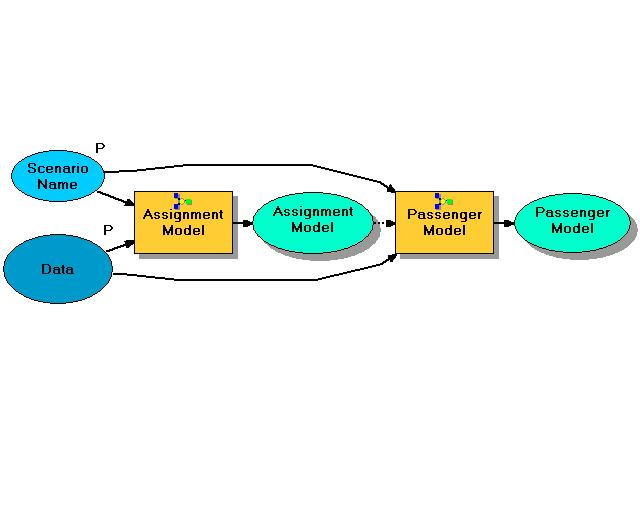 P
Scenario
Name
Assignment
Model
Assignment
Model
Passenger
Model
Passenger
Model
P
Data